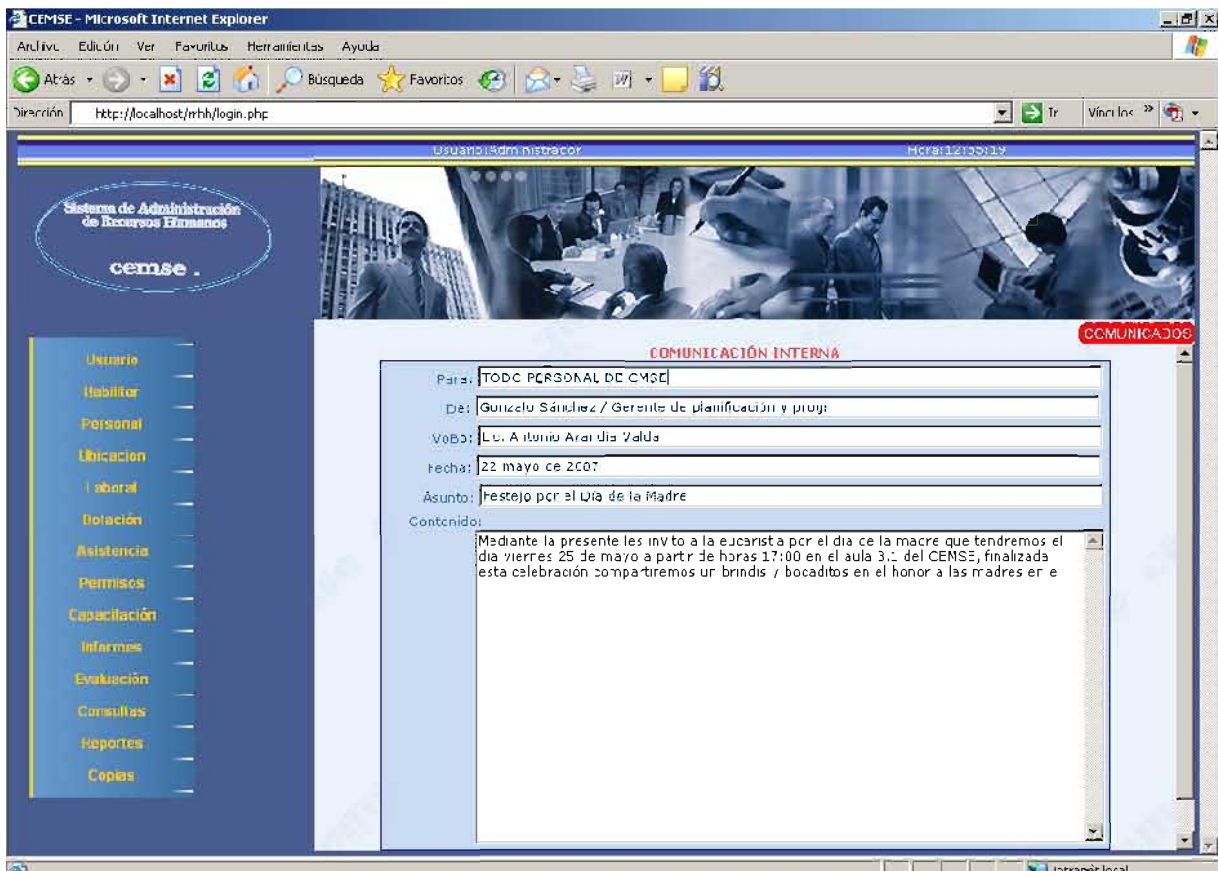 CEMSE - Microsoft Internet Explorer
Archivo Edición Ver Favoritos Herramientas Ayuda
Atrás Búsqueda Favoritos
Dirección http://localhost/rrhh/login.php Ir Vínculos »
Usuario:Administrador Hora:12:55:19
Sistema de Administración
de Recursos Humanos
cemse .
COMUNICADOS
Usuario
Habilitar
Personal
Ubicacion
Laboral
Dotación
Asistencia
Permisos
Capacitación
Informes
Evaluación
Consultas
Reportes
Copias
COMUNICACIÓN INTERNA
Para: TODO PERSONAL DE CMSE
De: Gonzalo Sánchez / Gerente de planificación y progr
VoBo: Lic. Antonio Arandia Valda
Fecha: 22 mayo de 2007
Asunto: Festejo por el Día de la Madre
Contenido:
Mediante la presente les invito a la eucaristia por el dia de la madre que tendremos el
dia viernes 25 de mayo a partir de horas 17:00 en el aula 3.1 del CEMSE, finalizada
esta celebración compartiremos un brindis y bocaditos en el honor a las madres en e
Intranet local